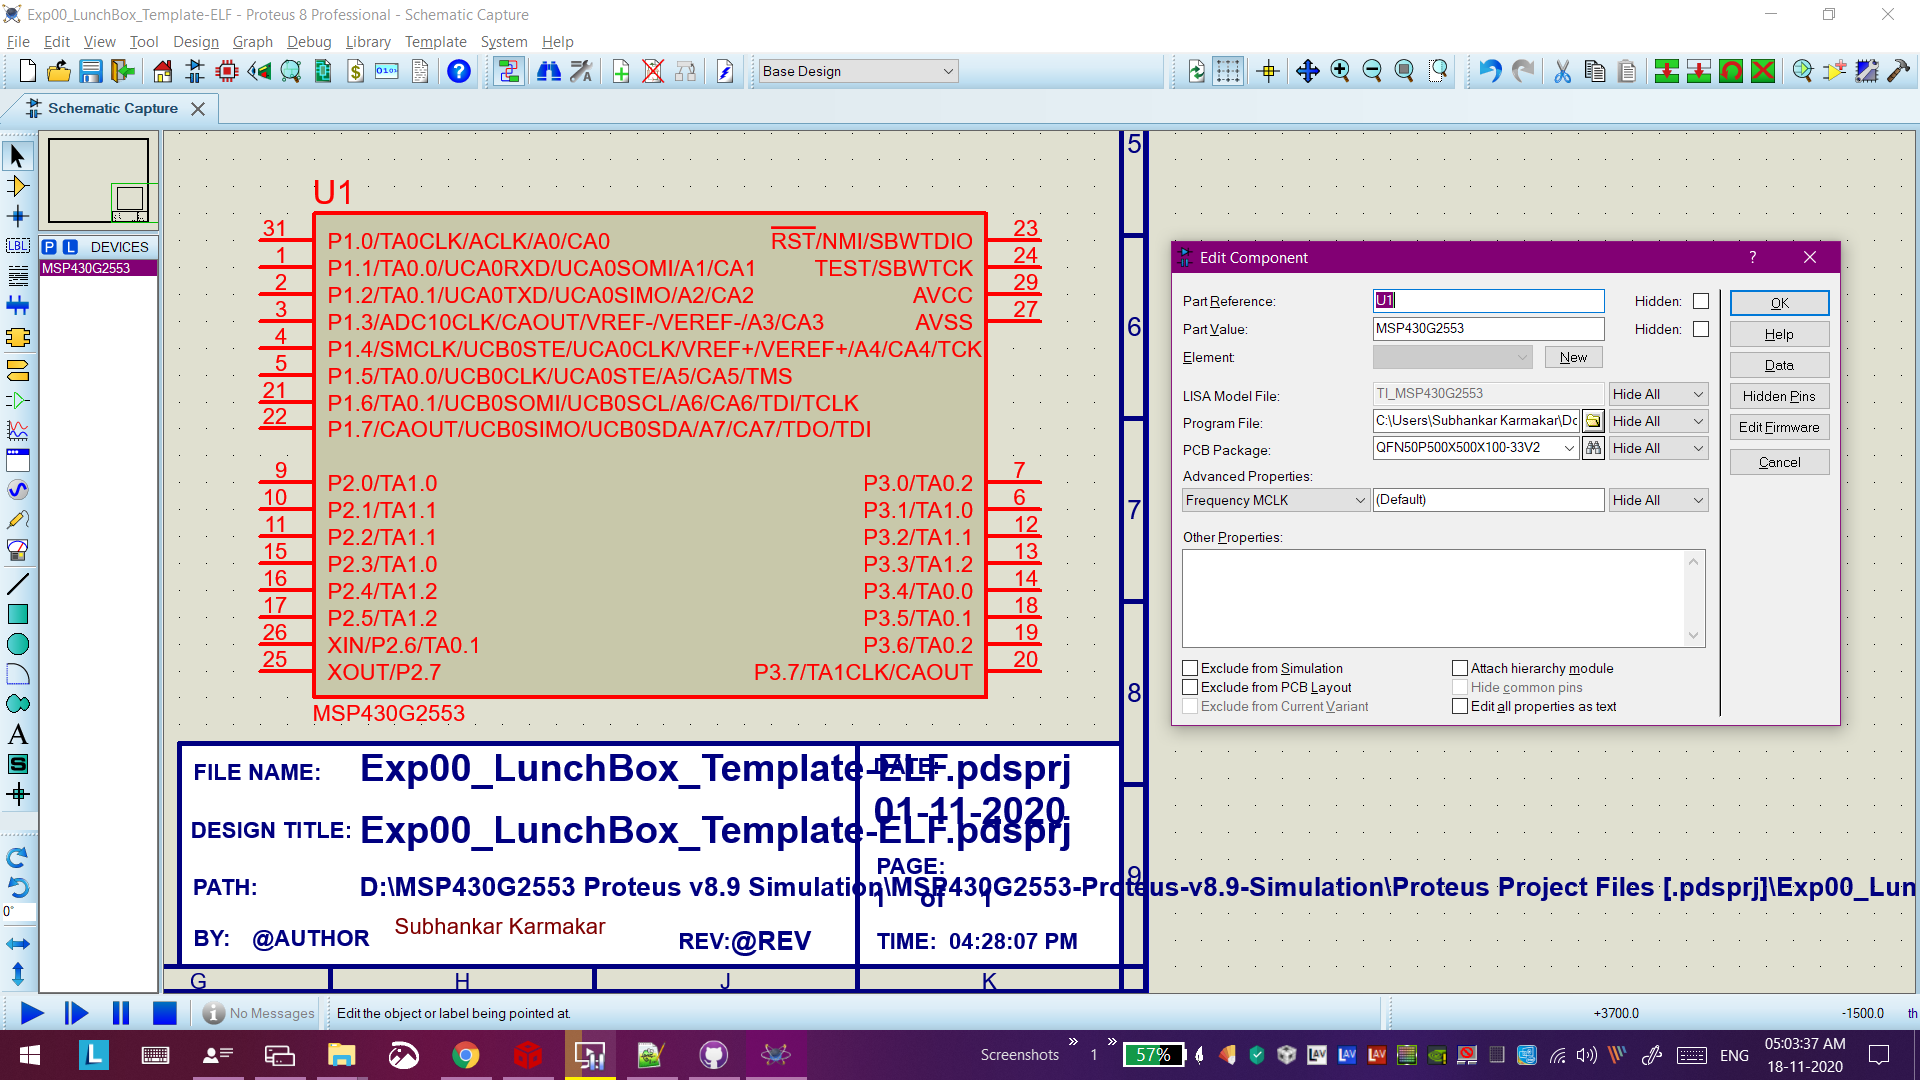 Exp00_LunchBox_Template-ELF - Proteus 8 Professional - Schematic Capture
File Edit View Tool Design Graph Debug Library Template System Help
Base Design
Schematic Capture
P L DEVICES
MSP430G2553
LBL
U1
31 P1.0/TA0CLK/ACLK/A0/CA0
1 P1.1/TA0.0/UCA0RXD/UCA0SOMI/A1/CA1
2 P1.2/TA0.1/UCA0TXD/UCA0SIMO/A2/CA2
3 P1.3/ADC10CLK/CAOUT/VREF-/VEREF-/A3/CA3
4 P1.4/SMCLK/UCB0STE/UCA0CLK/VREF+/VEREF+/A4/CA4/TCK
5 P1.5/TA0.0/UCB0CLK/UCA0STE/A5/CA5/TMS
21 P1.6/TA0.1/UCB0SOMI/UCB0SCL/A6/CA6/TDI/TCLK
22 P1.7/CAOUT/UCB0SIMO/UCB0SDA/A7/CA7/TDO/TDI
9 P2.0/TA1.0
10 P2.1/TA1.1
11 P2.2/TA1.1
15 P2.3/TA1.0
16 P2.4/TA1.2
17 P2.5/TA1.2
26 XIN/P2.6/TA0.1
25 XOUT/P2.7
RST/NMI/SBWTDIO 23
TEST/SBWTCK 24
AVCC 29
AVSS 27
P3.0/TA0.2 7
P3.1/TA1.0 6
P3.2/TA1.1 12
P3.3/TA1.2 13
P3.4/TA0.0 14
P3.5/TA0.1 18
P3.6/TA0.2 19
P3.7/TA1CLK/CAOUT 20
MSP430G2553
5
6
7
8
9
FILE NAME: Exp00_LunchBox_Template-ELF.pdsprj
DESIGN TITLE: Exp00_LunchBox_Template-ELF.pdsprj
PATH: D:\MSP430G2553 Proteus v8.9 Simulation\MSP430G2553-Proteus-v8.9-Simulation\Proteus Project Files [.pdsprj]\Exp00_Lun
BY: @AUTHOR Subhankar Karmakar
REV:@REV
DATE:
01-11-2020
PAGE:
1 of 1
TIME: 04:28:07 PM
G H J K
Edit Component
?
Part Reference: U1 Hidden:
Part Value: MSP430G2553 Hidden:
Element: New
LISA Model File: TI_MSP430G2553 Hide All
Program File: C:\Users\Subhankar Karmakar\Dc Hide All
PCB Package: QFN50P500X500X100-33V2 Hide All
Advanced Properties:
Frequency MCLK (Default) Hide All
Other Properties:
Exclude from Simulation
Exclude from PCB Layout
Exclude from Current Variant
Attach hierarchy module
Hide common pins
Edit all properties as text
OK
Help
Data
Hidden Pins
Edit Firmware
Cancel
A
S
0°
No Messages
Edit the object or label being pointed at.
+3700.0
-1500.0
th
L
Screenshots
1
57%
LAV LAV LAV
ENG
05:03:37 AM
18-11-2020